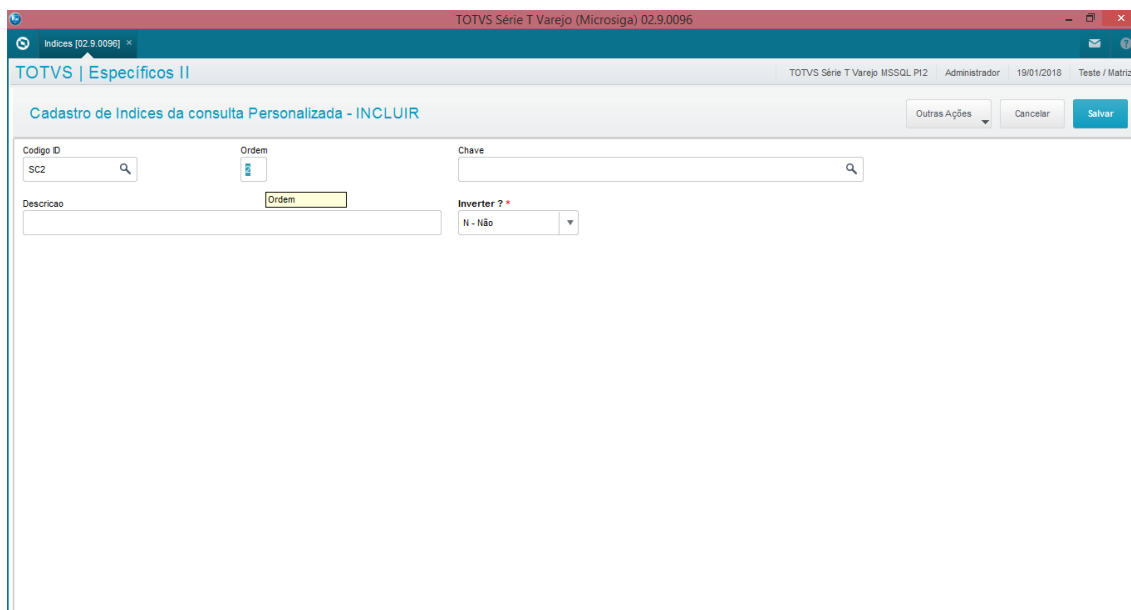 TOTVS Série T Varejo (Microsiga) 02.9.0096
Indices [02.9.0096] ×
TOTVS | Específicos II
TOTVS Série T Varejo MSSQL P12 Administrador 19/01/2018 Teste / Matriz
Cadastro de Indices da consulta Personalizada - INCLUIR
Outras Ações Cancelar Salvar
Codigo ID Ordem Chave
SC2 2
Ordem
Descricao Inverter ? *
N - Não